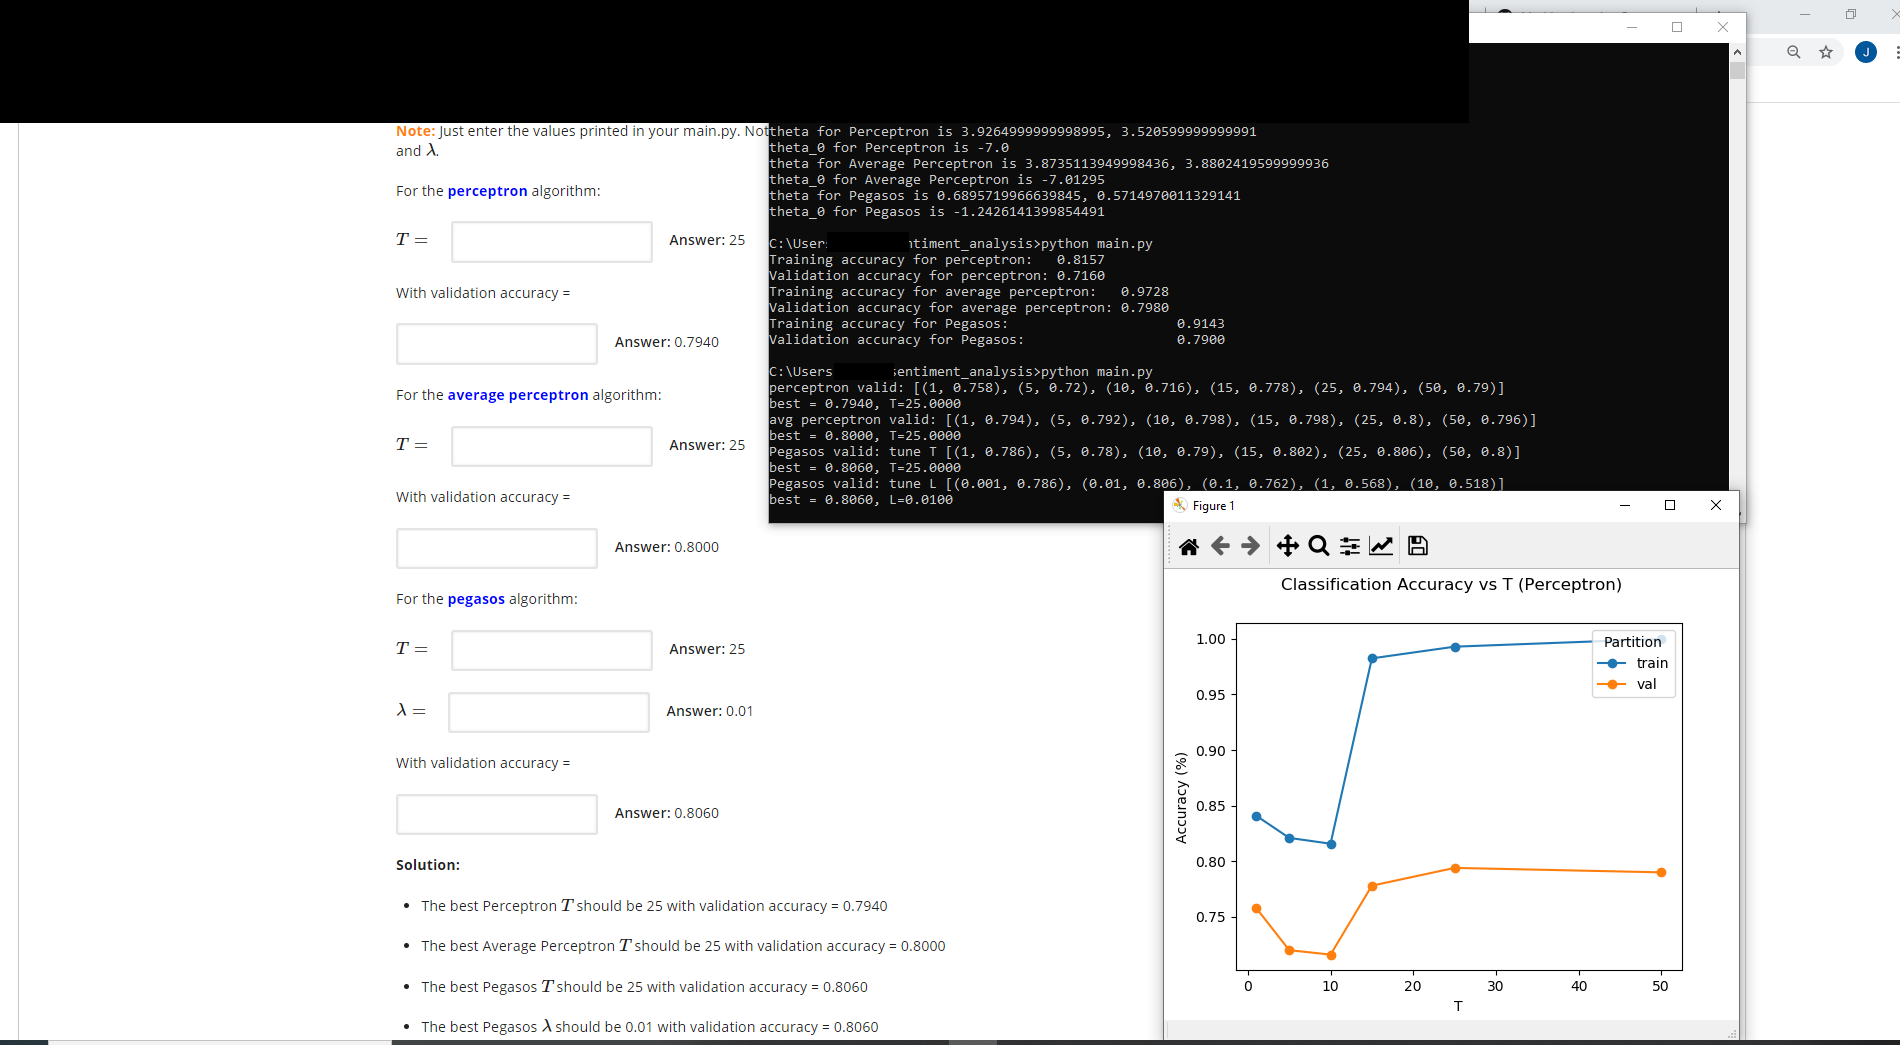 J
Note: Just enter the values printed in your main.py. Not
and λ.
For the perceptron algorithm:
T =
Answer: 25
With validation accuracy =
Answer: 0.7940
For the average perceptron algorithm:
T =
Answer: 25
With validation accuracy =
Answer: 0.8000
For the pegasos algorithm:
T =
Answer: 25
λ =
Answer: 0.01
With validation accuracy =
Answer: 0.8060
Solution:
• The best Perceptron T should be 25 with validation accuracy = 0.7940
• The best Average Perceptron T should be 25 with validation accuracy = 0.8000
• The best Pegasos T should be 25 with validation accuracy = 0.8060
• The best Pegasos λ should be 0.01 with validation accuracy = 0.8060
theta for Perceptron is 3.9264999999998995, 3.520599999999991
theta_0 for Perceptron is -7.0
theta for Average Perceptron is 3.8735113949998436, 3.8802419599999936
theta_0 for Average Perceptron is -7.01295
theta for Pegasos is 0.6895719966639845, 0.5714970011329141
theta_0 for Pegasos is -1.2426141399854491
C:\User ntiment_analysis>python main.py
Training accuracy for perceptron: 0.8157
Validation accuracy for perceptron: 0.7160
Training accuracy for average perceptron: 0.9728
Validation accuracy for average perceptron: 0.7980
Training accuracy for Pegasos: 0.9143
Validation accuracy for Pegasos: 0.7900
C:\Users entiment_analysis>python main.py
perceptron valid: [(1, 0.758), (5, 0.72), (10, 0.716), (15, 0.778), (25, 0.794), (50, 0.79)]
best = 0.7940, T=25.0000
avg perceptron valid: [(1, 0.794), (5, 0.792), (10, 0.798), (15, 0.798), (25, 0.8), (50, 0.796)]
best = 0.8000, T=25.0000
Pegasos valid: tune T [(1, 0.786), (5, 0.78), (10, 0.79), (15, 0.802), (25, 0.806), (50, 0.8)]
best = 0.8060, T=25.0000
Pegasos valid: tune L [(0.001, 0.786), (0.01, 0.806), (0.1, 0.762), (1, 0.568), (10, 0.518)]
best = 0.8060, L=0.0100
Figure 1
Classification Accuracy vs T (Perceptron)
Partition
train
val
1.00
0.95
0.90
0.85
0.80
0.75
Accuracy (%)
0 10 20 30 40 50
T